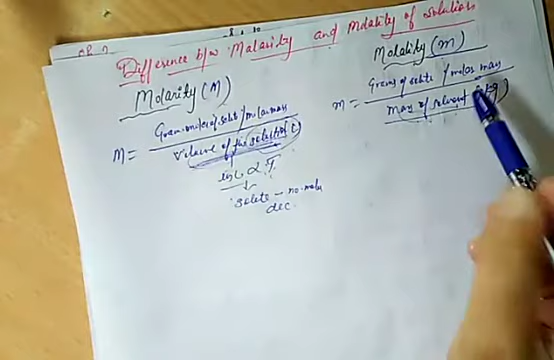 Difference b/w Molarity and Molality of solutions
Molarity (M)
M = Gram moles of solute / molar mass
Volume of the solution (L)
inc. α T
solute - no. mole
dec.
Molality (m)
m = Grams of solute / molar mass
Mass of solvent (kg)